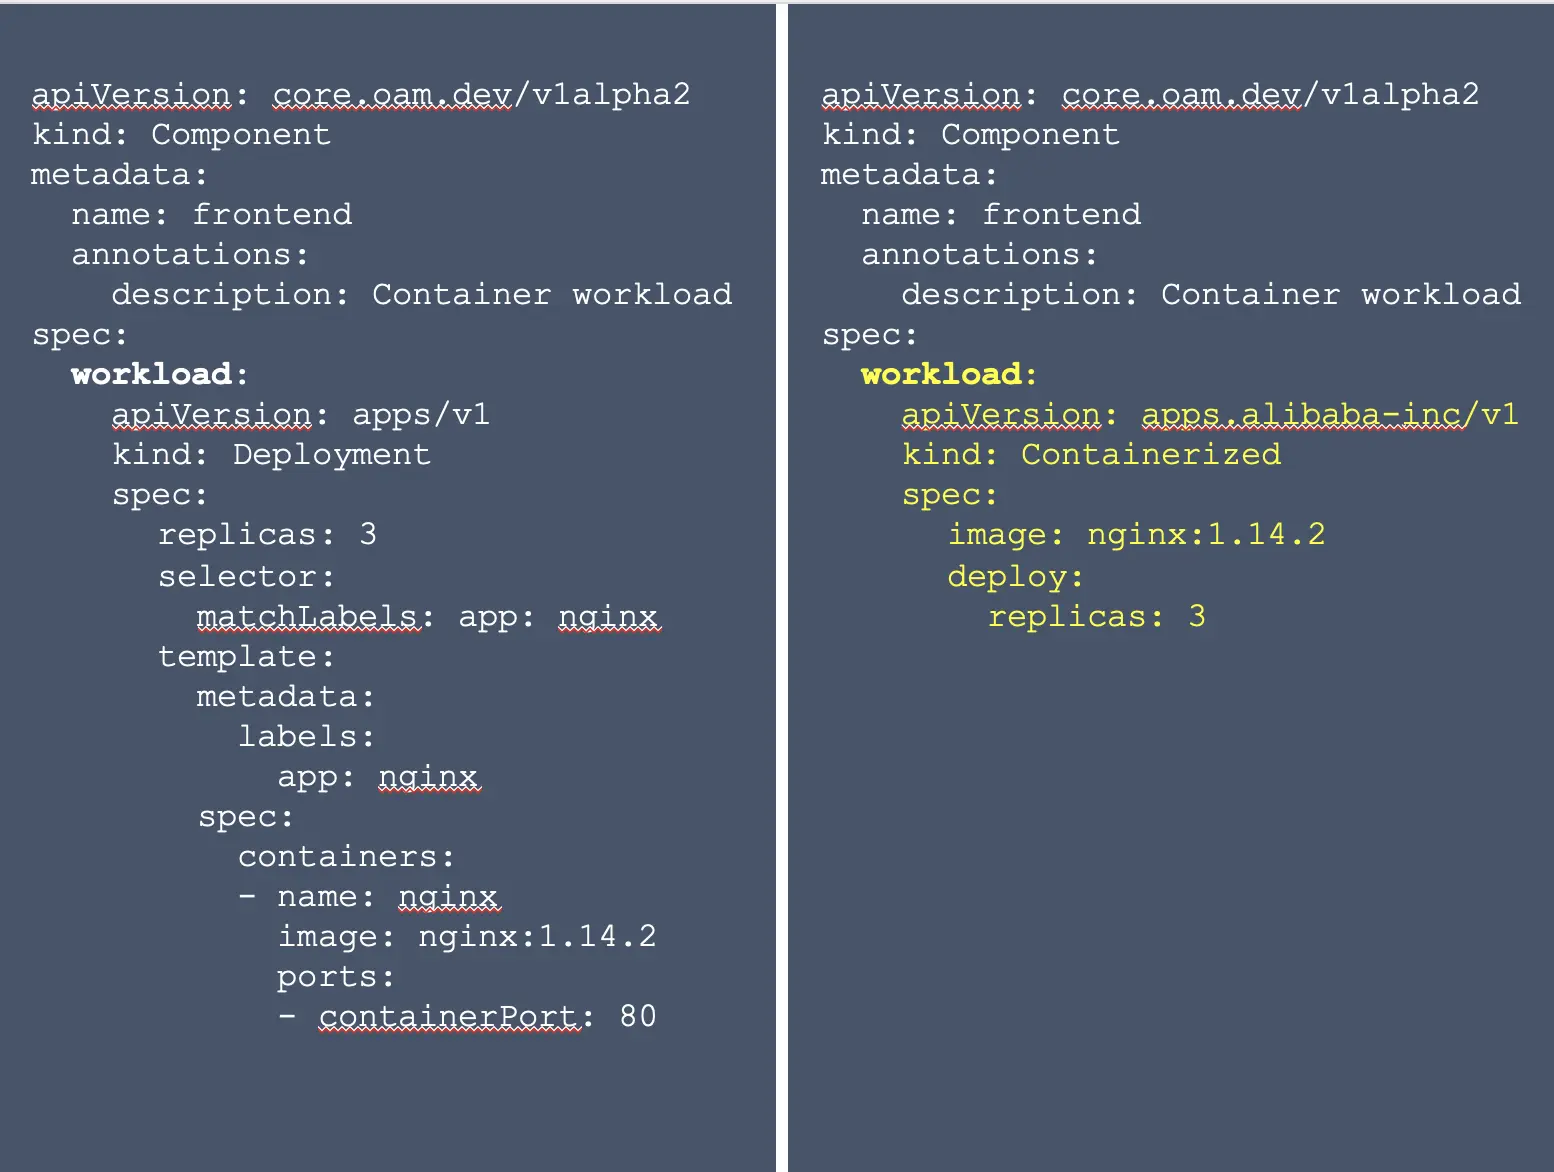 apiVersion: core.oam.dev/v1alpha2
kind: Component
metadata:
  name: frontend
  annotations:
    description: Container workload
spec:
  workload:
    apiVersion: apps/v1
    kind: Deployment
    spec:
      replicas: 3
      selector:
        matchLabels: app: nginx
      template:
        metadata:
          labels:
            app: nginx
        spec:
          containers:
          - name: nginx
            image: nginx:1.14.2
            ports:
            - containerPort: 80
apiVersion: core.oam.dev/v1alpha2
kind: Component
metadata:
  name: frontend
  annotations:
    description: Container workload
spec:
  workload:
    apiVersion: apps.alibaba-inc/v1
    kind: Containerized
    spec:
      image: nginx:1.14.2
      deploy:
        replicas: 3